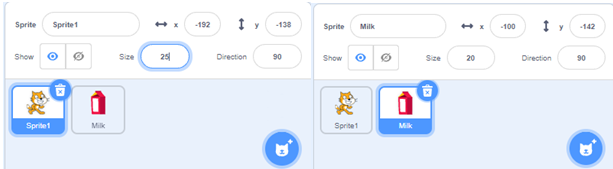 Sprite Sprite1 x -192 y -138
Show Size 25 Direction 90
Sprite1 Milk
Sprite Milk x -100 y -142
Show Size 20 Direction 90
Sprite1 Milk